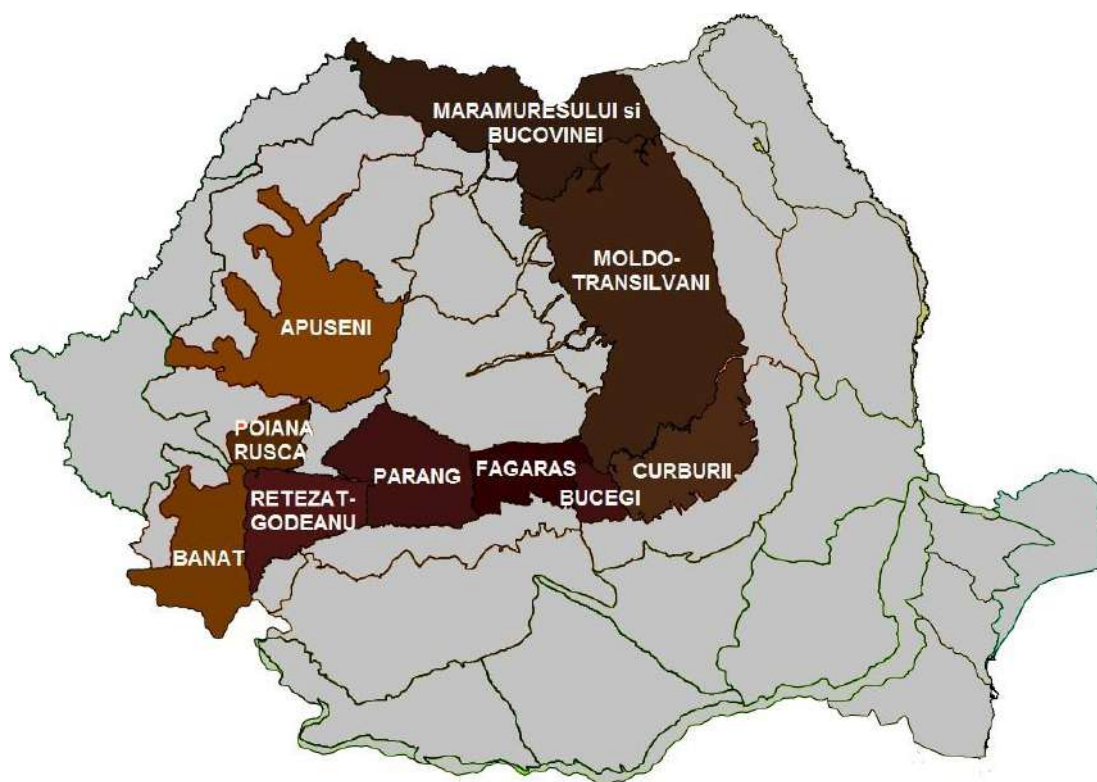 MARAMURESULUI si
BUCOVINEI
MOLDO-
TRANSILVANI
APUSENI
POIANA
RUSCA
PARANG
FAGARAS
CURBURII
BUCEGI
RETEZAT-
GODEANU
BANAT